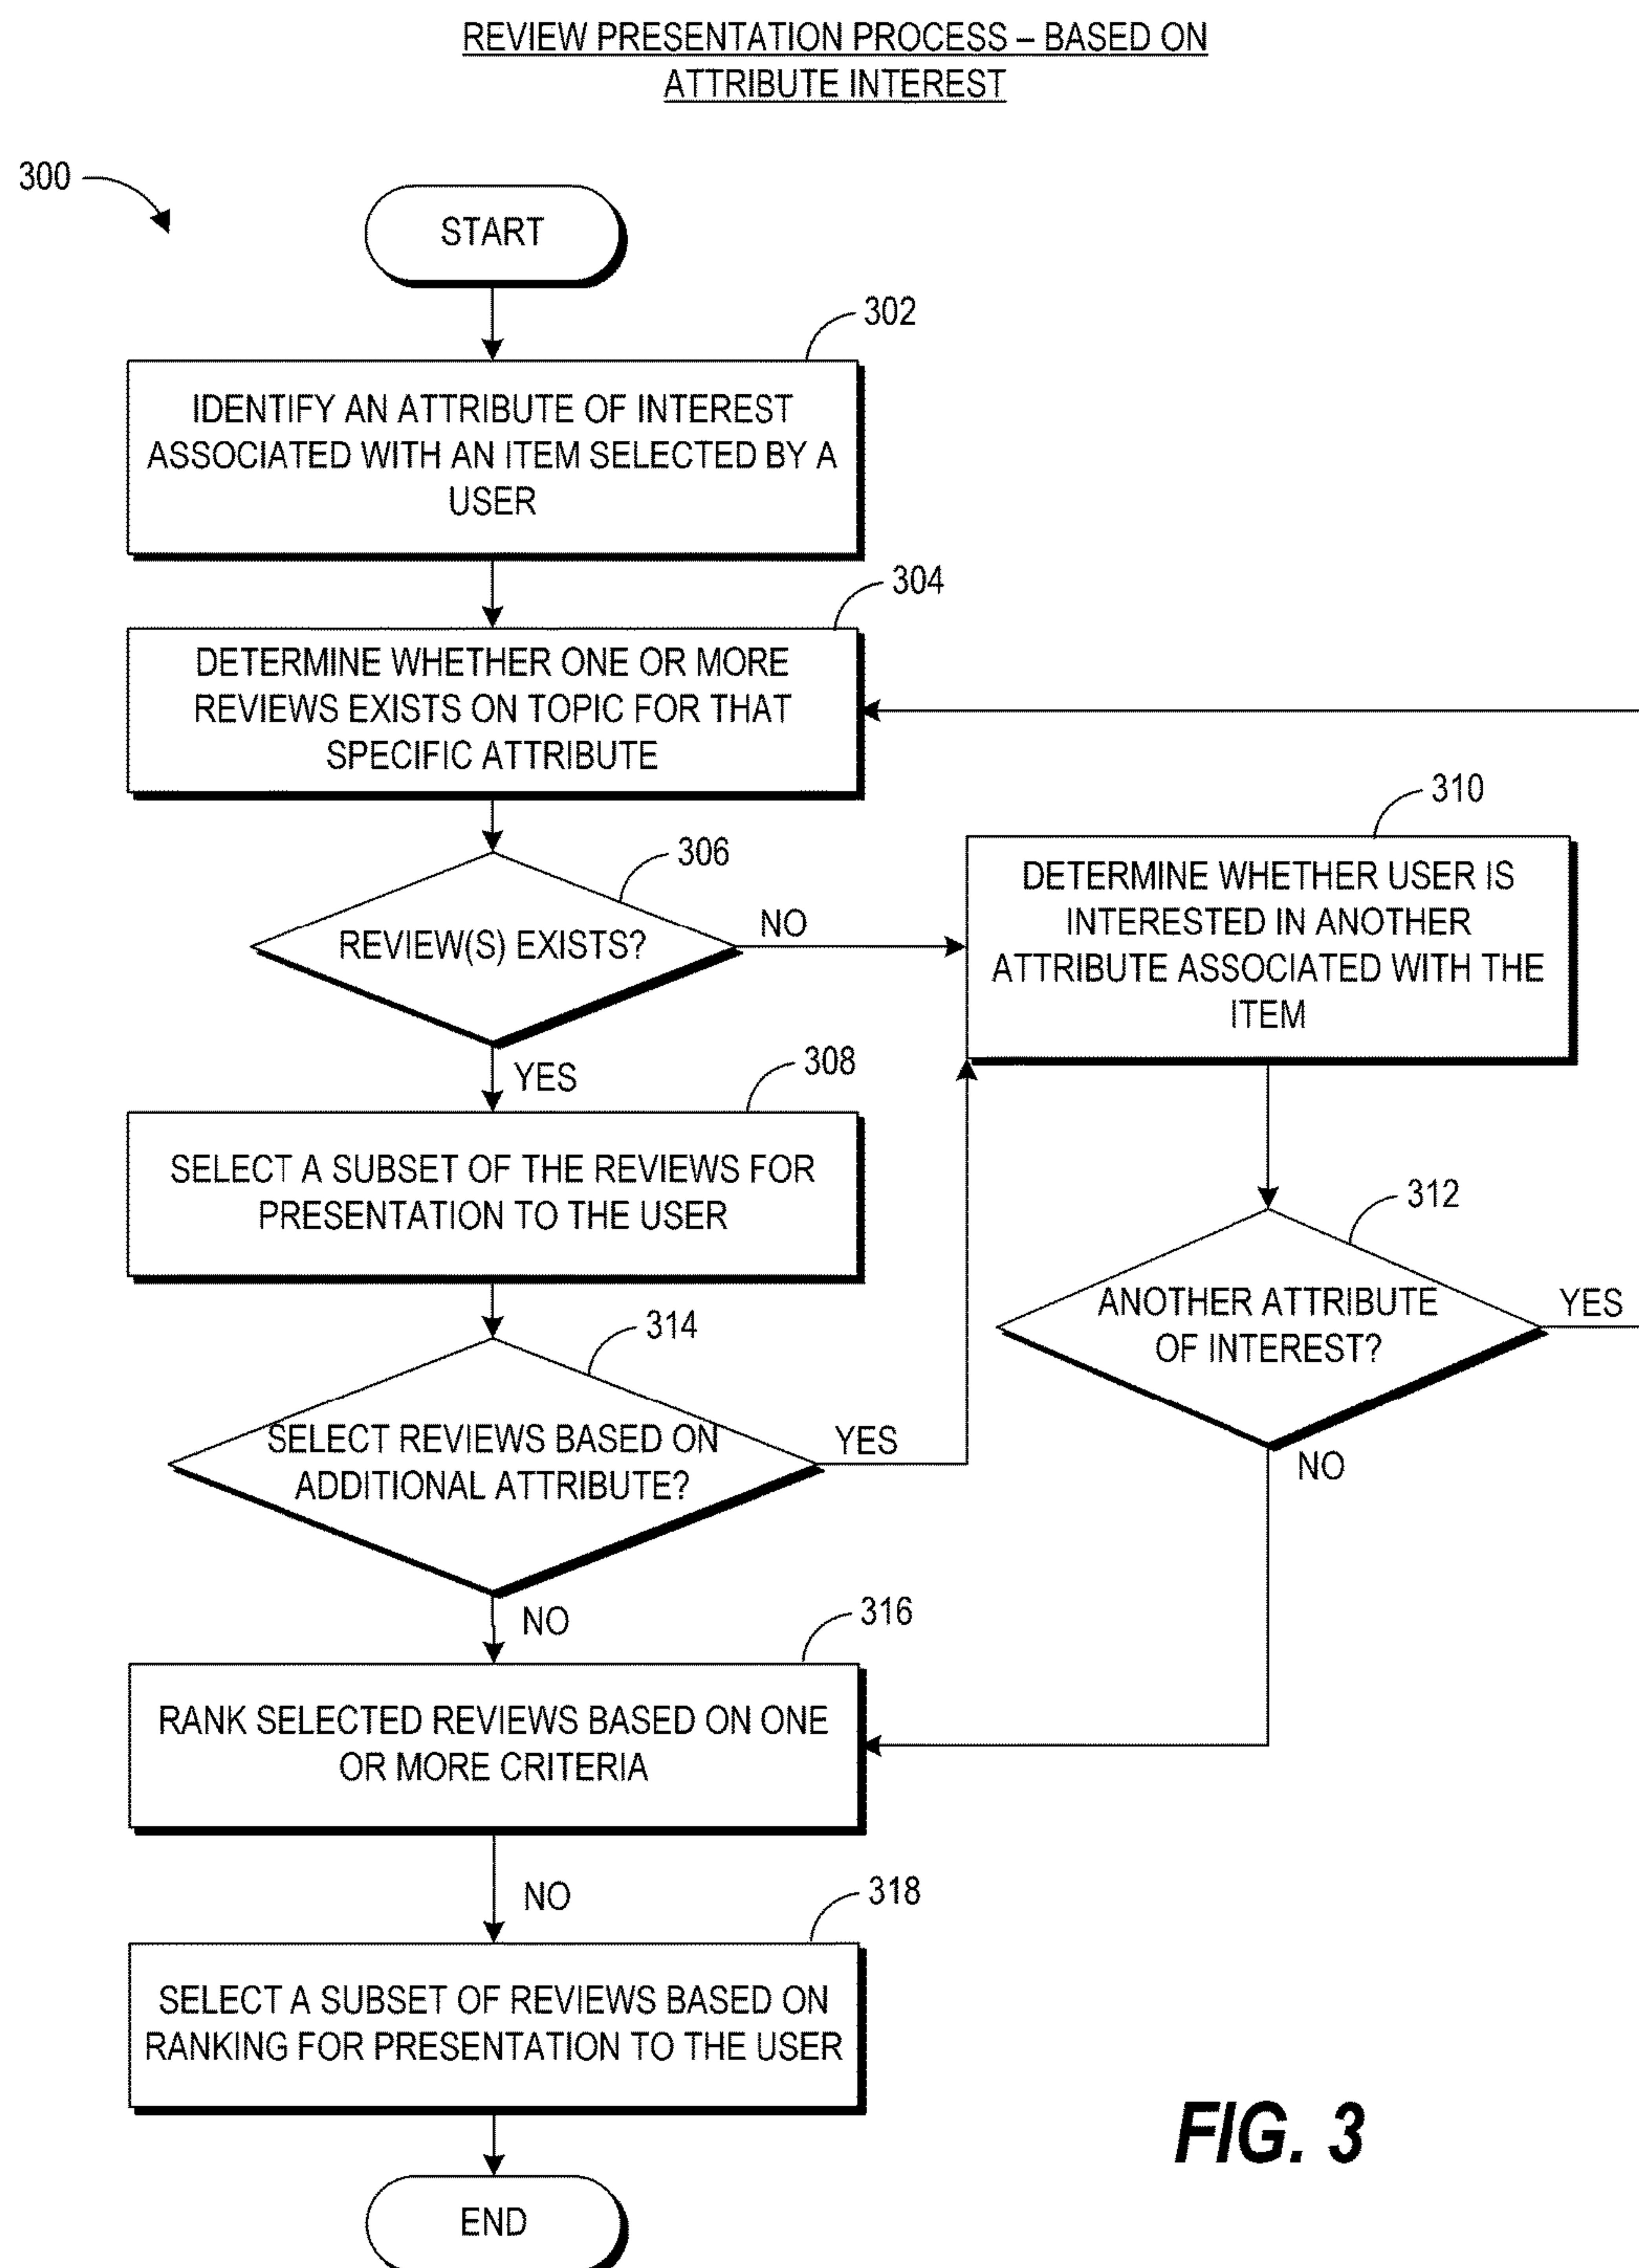 REVIEW PRESENTATION PROCESS – BASED ON
ATTRIBUTE INTEREST
300
START
302
IDENTIFY AN ATTRIBUTE OF INTEREST
ASSOCIATED WITH AN ITEM SELECTED BY A
USER
304
DETERMINE WHETHER ONE OR MORE
REVIEWS EXISTS ON TOPIC FOR THAT
SPECIFIC ATTRIBUTE
306
REVIEW(S) EXISTS?
NO
YES
310
DETERMINE WHETHER USER IS
INTERESTED IN ANOTHER
ATTRIBUTE ASSOCIATED WITH THE
ITEM
308
SELECT A SUBSET OF THE REVIEWS FOR
PRESENTATION TO THE USER
312
ANOTHER ATTRIBUTE
OF INTEREST?
YES
NO
314
SELECT REVIEWS BASED ON
ADDITIONAL ATTRIBUTE?
YES
NO
316
RANK SELECTED REVIEWS BASED ON ONE
OR MORE CRITERIA
NO
318
SELECT A SUBSET OF REVIEWS BASED ON
RANKING FOR PRESENTATION TO THE USER
END
FIG. 3